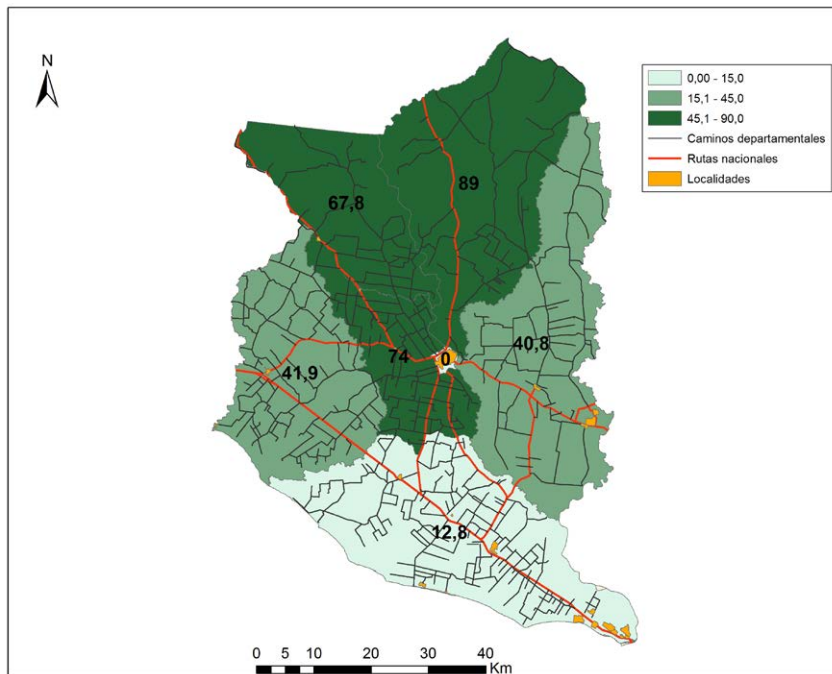 N
0,00 - 15,0
15,1 - 45,0
45,1 - 90,0
Caminos departamentales
Rutas nacionales
Localidades
89
67,8
74
0
40,8
41,9
12,8
0 5 10 20 30 40
Km